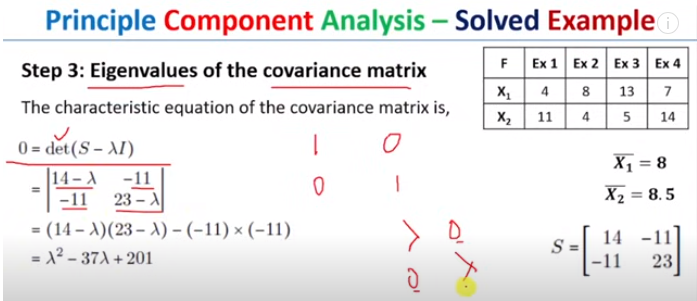 Principle Component Analysis – Solved Example
Step 3: Eigenvalues of the covariance matrix
The characteristic equation of the covariance matrix is,
0 = det(S − λI)
= |14 − λ −11|
|−11 23 − λ|
= (14 − λ)(23 − λ) − (−11) × (−11)
= λ² − 37λ + 201
1 0
0 1
λ 0
0 λ
F Ex 1 Ex 2 Ex 3 Ex 4
X₁ 4 8 13 7
X₂ 11 4 5 14
X̄₁ = 8
X̄₂ = 8.5
S = [14 −11]
[−11 23]